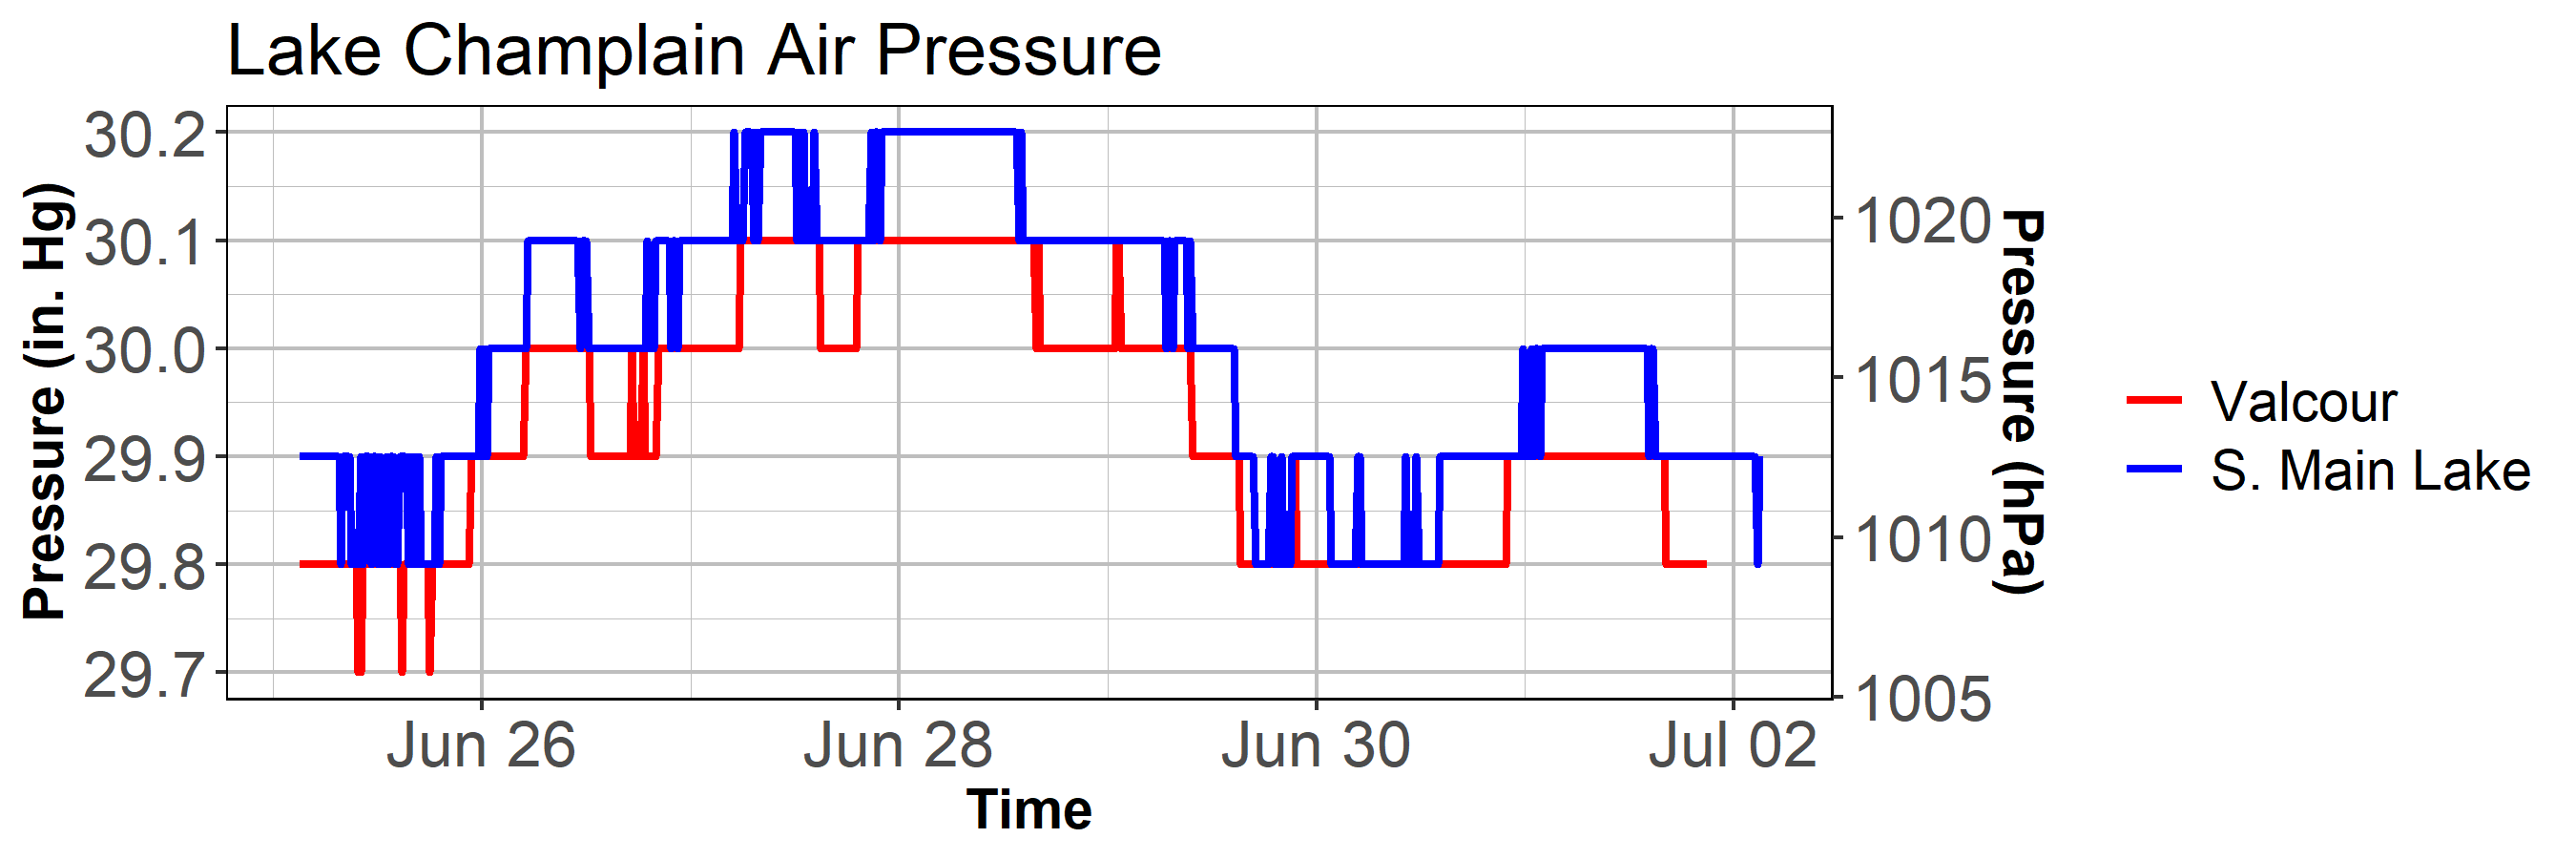 Lake Champlain Air Pressure
Pressure (in. Hg)
30.2
30.1
30.0
29.9
29.8
29.7
1020
1015
1010
1005
Pressure (hPa)
Jun 26
Jun 28
Jun 30
Jul 02
Time
Valcour
S. Main Lake